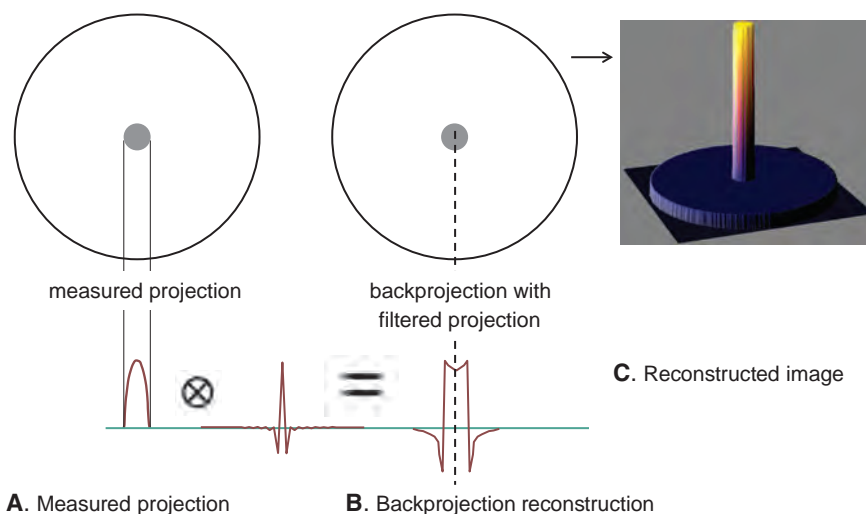 measured projection
backprojection with
filtered projection
C. Reconstructed image
A. Measured projection
B. Backprojection reconstruction